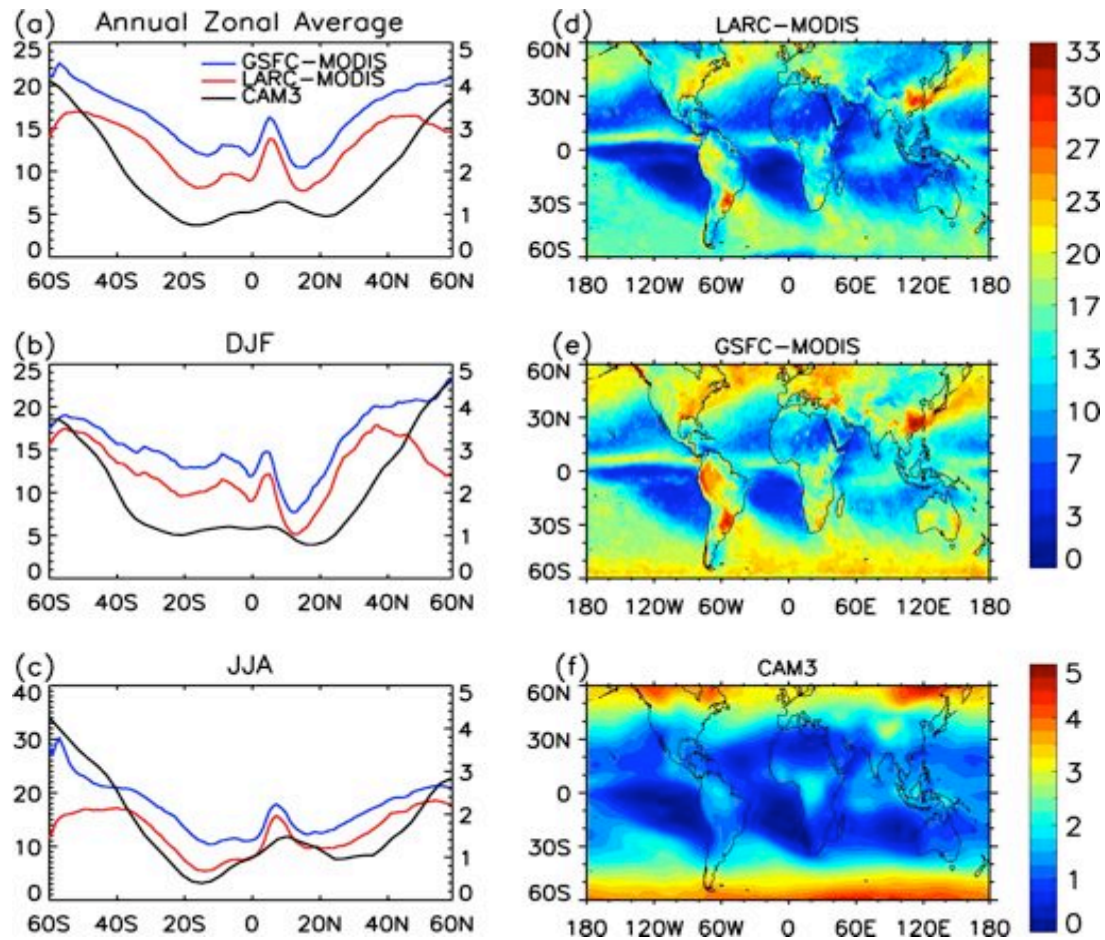 (a) Annual Zonal Average
25 5
20 4
15 3
10 2
5 1
0 0
GSFC-MODIS
LARC-MODIS
CAM3
60S 40S 20S 0 20N 40N 60N
(b) DJF
25 5
20 4
15 3
10 2
5 1
0 0
60S 40S 20S 0 20N 40N 60N
(c) JJA
40 5
30 4
20 3
2
10 1
0 0
60S 40S 20S 0 20N 40N 60N
(d) LARC-MODIS
60N
30N
0
30S
60S
180 120W 60W 0 60E 120E 180
(e) GSFC-MODIS
60N
30N
0
30S
60S
180 120W 60W 0 60E 120E 180
33
30
27
23
20
17
13
10
7
3
0
(f) CAM3
60N
30N
0
30S
60S
180 120W 60W 0 60E 120E 180
5
4
3
2
1
0